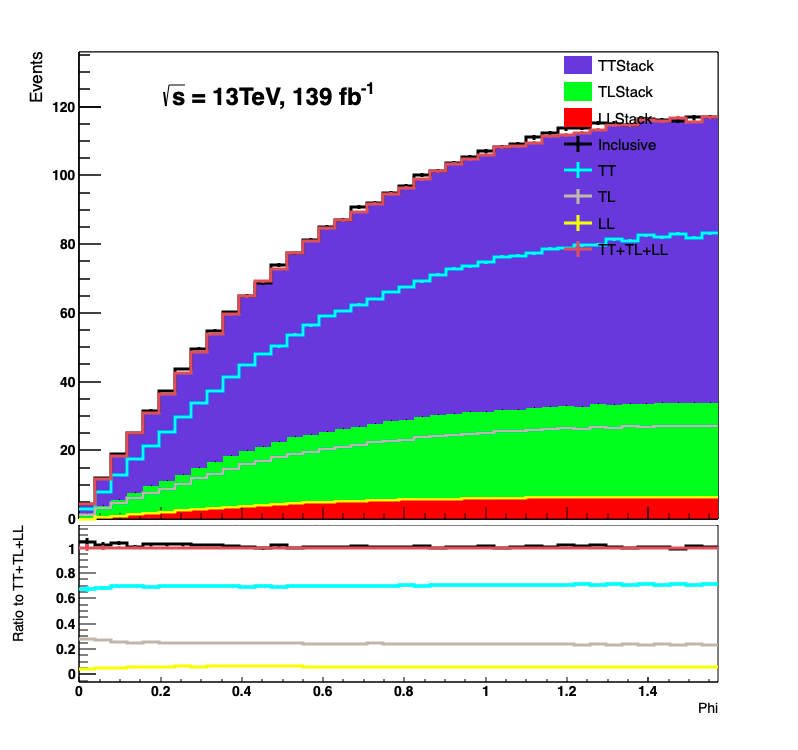 Events
√s = 13TeV, 139 fb-1
TTStack
TLStack
LLStack
Inclusive
TT
TL
LL
TT+TL+LL
120
100
80
60
40
20
0
Ratio to TT+TL+LL
1
0.8
0.6
0.4
0.2
0
0 0.2 0.4 0.6 0.8 1 1.2 1.4
Phi